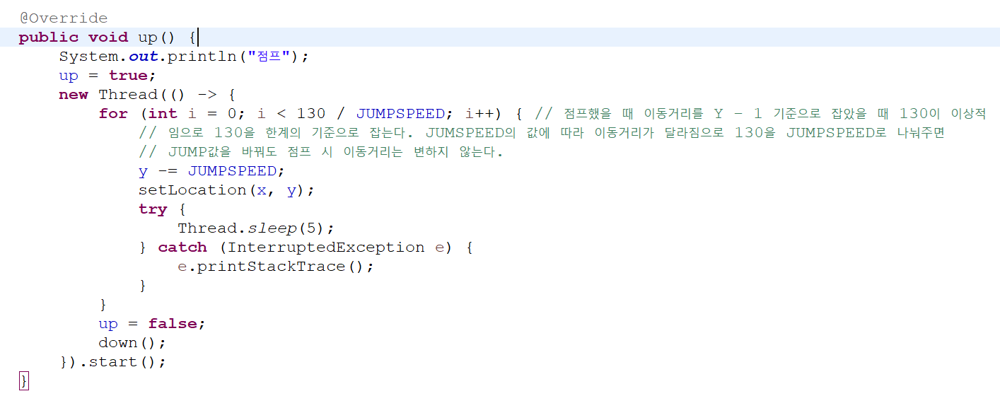 @Override
public void up() {
System.out.println("점프");
up = true;
new Thread(() -> {
for (int i = 0; i < 130 / JUMPSPEED; i++) { // 점프했을 때 이동거리를 Y - 1 기준으로 잡았을 때 130이 이상적
// 임으로 130을 한계의 기준으로 잡는다. JUMSPEED의 값에 따라 이동거리가 달라짐으로 130을 JUMPSPEED로 나눠주면
// JUMP값을 바꿔도 점프 시 이동거리는 변하지 않는다.
y -= JUMPSPEED;
setLocation(x, y);
try {
Thread.sleep(5);
} catch (InterruptedException e) {
e.printStackTrace();
}
}
up = false;
down();
}).start();
}